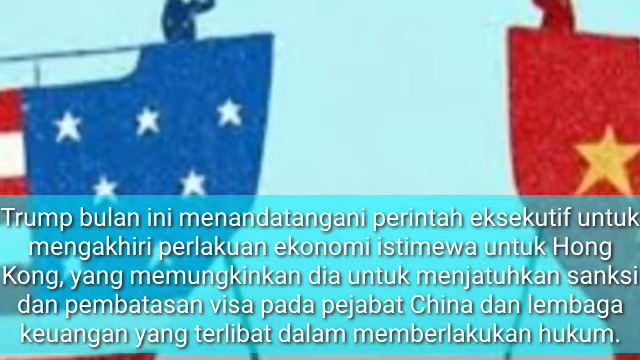 Trump bulan ini menandatangani perintah eksekutif untuk
mengakhiri perlakuan ekonomi istimewa untuk Hong
Kong, yang memungkinkan dia untuk menjatuhkan sanksi
dan pembatasan visa pada pejabat China dan lembaga
keuangan yang terlibat dalam memberlakukan hukum.